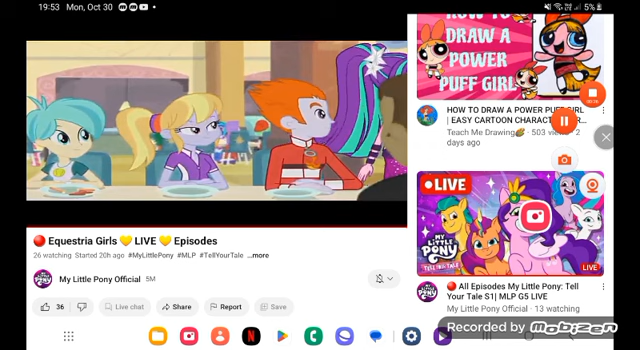 19:53 Mon, Oct 30
5%
HOW TO
DRAW A
POWER
PUFF GIRL
00:36
HOW TO DRAW A POWER PUFF GIRL
| EASY CARTOON CHARACTER
Teach Me Drawing 503 views 2
days ago
LIVE
MY LITTLE
PONY
TELL YOUR TALE
LIVE
Equestria Girls LIVE Episodes
26 watching Started 20h ago #MyLittlePony #MLP #TellYourTale ...more
My Little Pony Official 5M
36 Live chat Share Report Save
All Episodes My Little Pony: Tell
Your Tale S1| MLP G5 LIVE
My Little Pony Official • 13 watching
Recorded by Mobizen